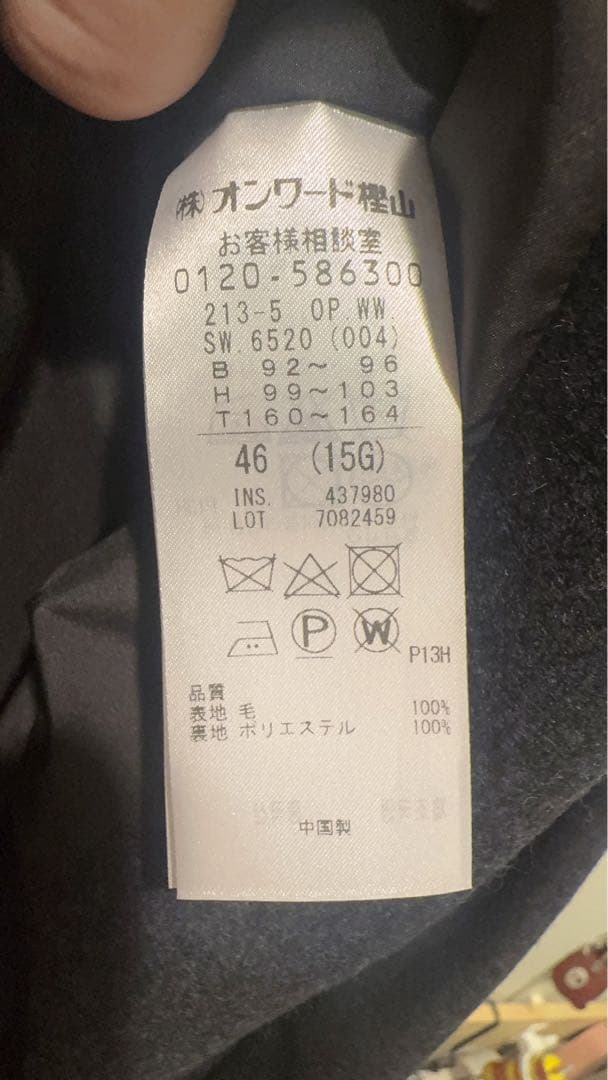 (株)オンワード樫山
お客様相談室
0120-586300
213-5 OP.WW.
SW.6520 (004)
B 92〜 96
H 99〜103
T160〜164
46 (15G)
INS. 437980
LOT 7082459
P
W
P13H
品質
表地 毛 100%
裏地 ポリエステル 100%
中国製